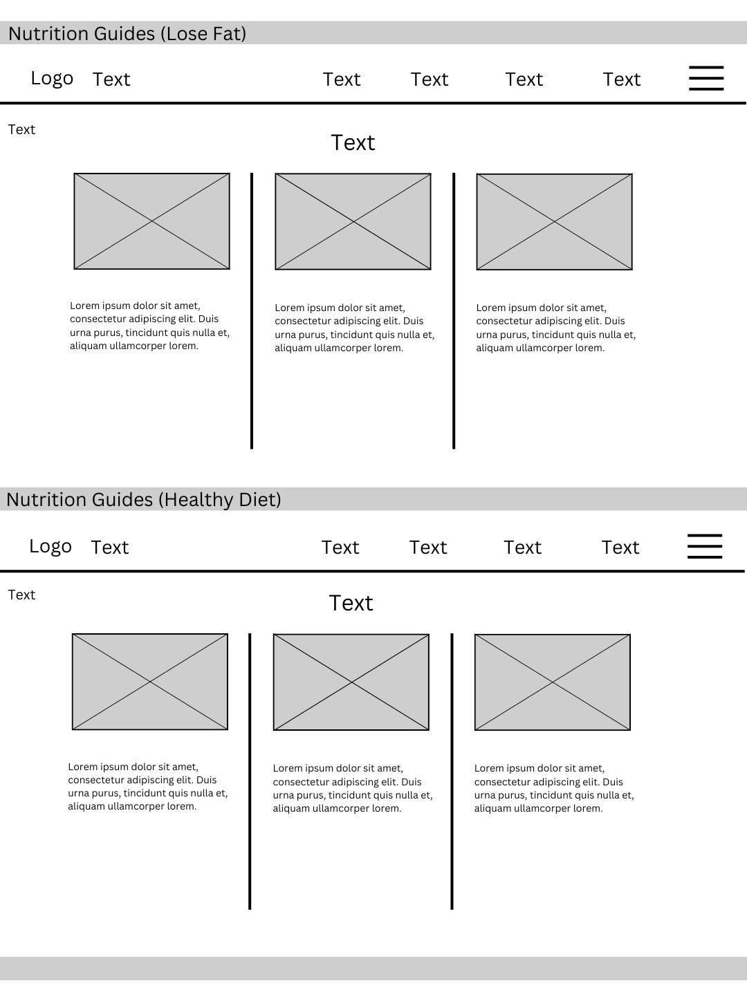 Nutrition Guides (Lose Fat)
Logo Text Text Text Text Text
Text
Text
Lorem ipsum dolor sit amet,
consectetur adipiscing elit. Duis
urna purus, tincidunt quis nulla et,
aliquam ullamcorper lorem.
Lorem ipsum dolor sit amet,
consectetur adipiscing elit. Duis
urna purus, tincidunt quis nulla et,
aliquam ullamcorper lorem.
Lorem ipsum dolor sit amet,
consectetur adipiscing elit. Duis
urna purus, tincidunt quis nulla et,
aliquam ullamcorper lorem.
Nutrition Guides (Healthy Diet)
Logo Text Text Text Text Text
Text
Text
Lorem ipsum dolor sit amet,
consectetur adipiscing elit. Duis
urna purus, tincidunt quis nulla et,
aliquam ullamcorper lorem.
Lorem ipsum dolor sit amet,
consectetur adipiscing elit. Duis
urna purus, tincidunt quis nulla et,
aliquam ullamcorper lorem.
Lorem ipsum dolor sit amet,
consectetur adipiscing elit. Duis
urna purus, tincidunt quis nulla et,
aliquam ullamcorper lorem.